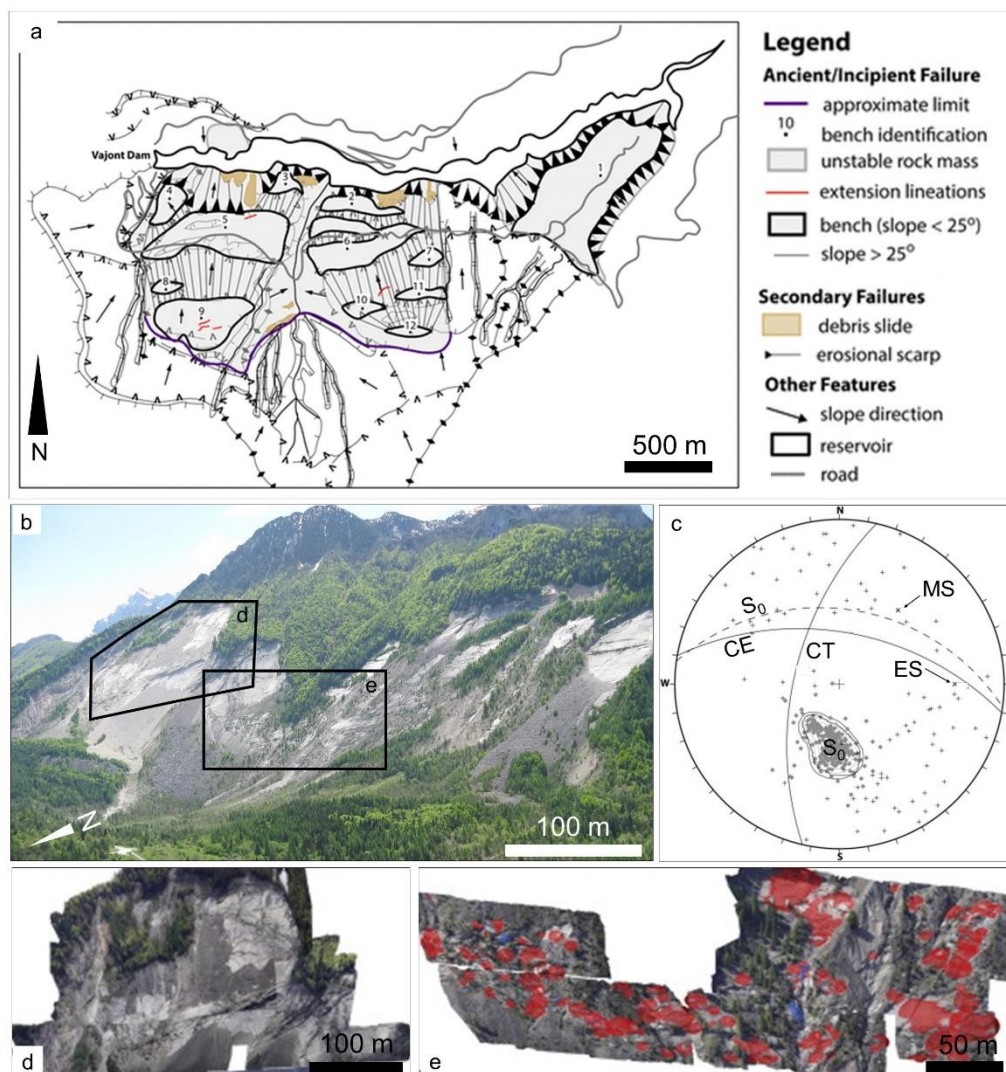 a
Legend
Ancient/Incipient Failure
approximate limit
10
bench identification
unstable rock mass
extension lineations
bench (slope < 25°)
slope > 25°
Secondary Failures
debris slide
erosional scarp
Other Features
slope direction
reservoir
road
Vajont Dam
1
2
3
4
5
6
7
8
9
10
11
12
N
500 m
b
d
e
N
100 m
c
N
MS
S0
CE
CT
ES
W
S0
S
d
100 m
e
50 m